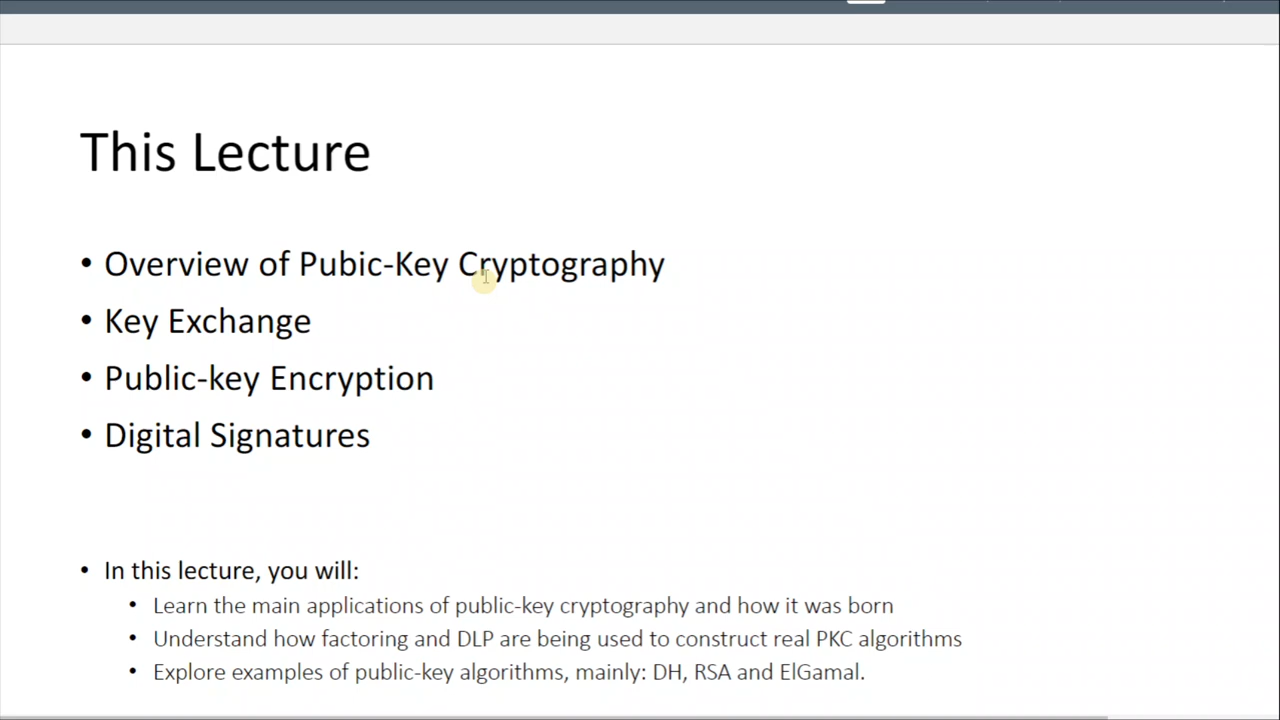 This Lecture
• Overview of Pubic-Key Cryptography
• Key Exchange
• Public-key Encryption
• Digital Signatures
• In this lecture, you will:
• Learn the main applications of public-key cryptography and how it was born
• Understand how factoring and DLP are being used to construct real PKC algorithms
• Explore examples of public-key algorithms, mainly: DH, RSA and ElGamal.